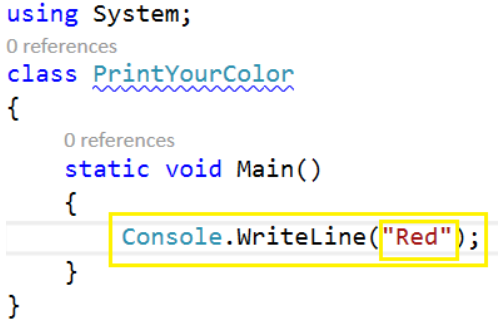 using System;
0 references
class PrintYourColor
{
0 references
static void Main()
{
Console.WriteLine("Red");
}
}